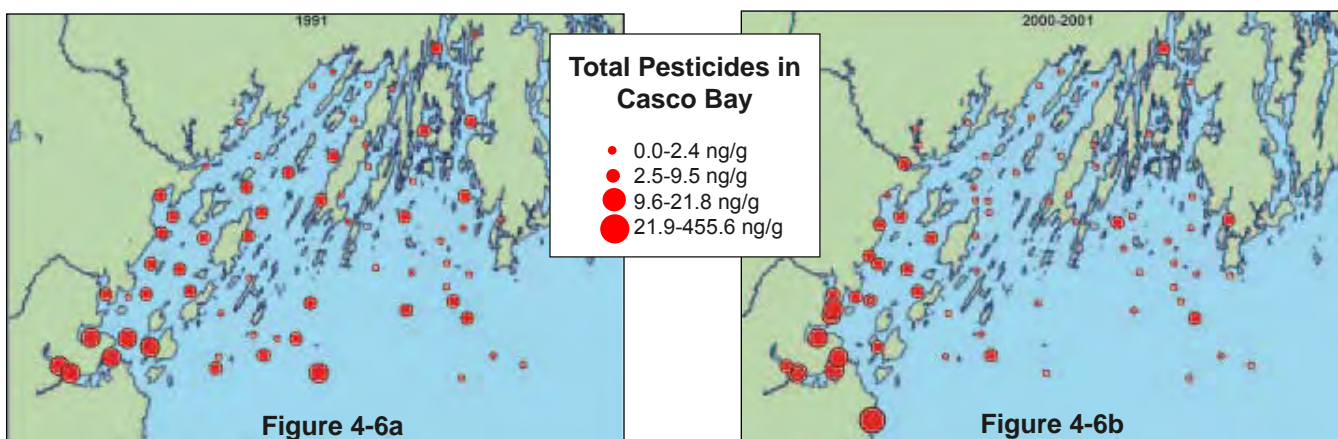 1991
2000-2001
Total Pesticides in
Casco Bay
0.0-2.4 ng/g
2.5-9.5 ng/g
9.6-21.8 ng/g
21.9-455.6 ng/g
Figure 4-6a
Figure 4-6b